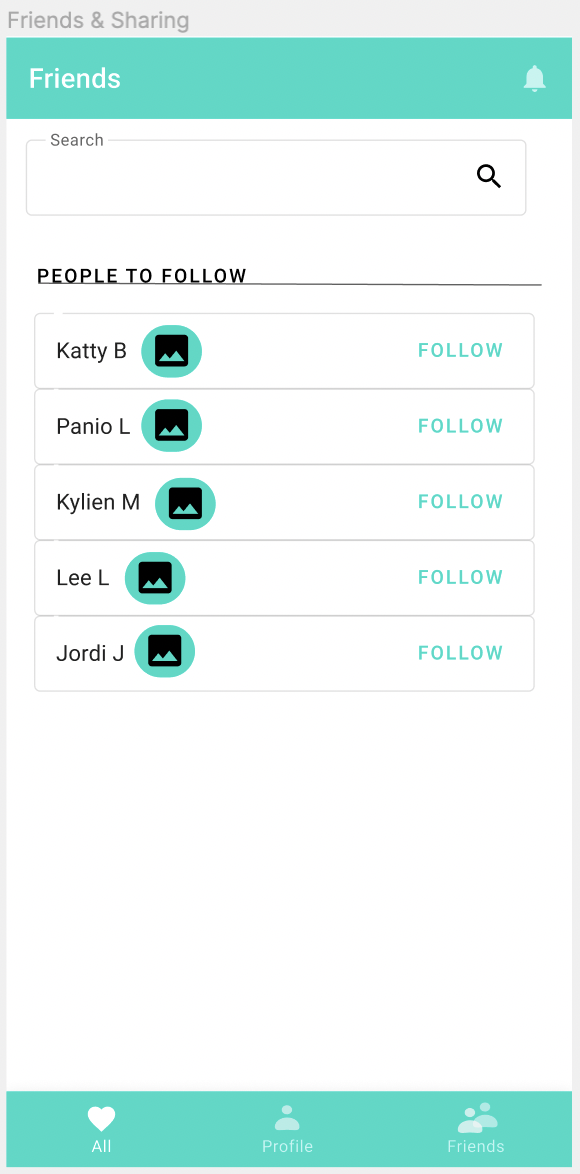 Friends & Sharing
Friends
Search
PEOPLE TO FOLLOW
Katty B FOLLOW
Panio L FOLLOW
Kylien M FOLLOW
Lee L FOLLOW
Jordi J FOLLOW
All Profile Friends